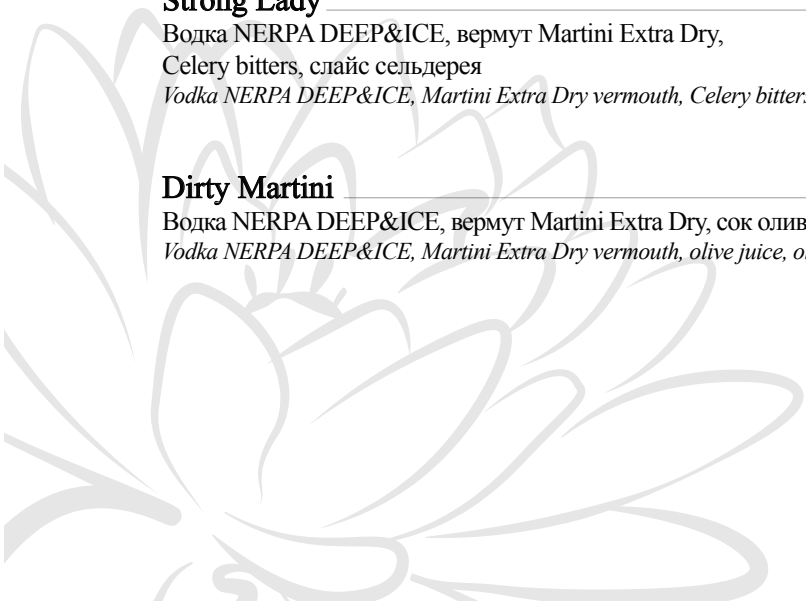 Strong Lady
Водка NERPA DEEP&ICE, вермут Martini Extra Dry,
Celery bitters, слайс сельдерея
Vodka NERPA DEEP&ICE, Martini Extra Dry vermouth, Celery bitters
Dirty Martini
Водка NERPA DEEP&ICE, вермут Martini Extra Dry, сок олив
Vodka NERPA DEEP&ICE, Martini Extra Dry vermouth, olive juice,